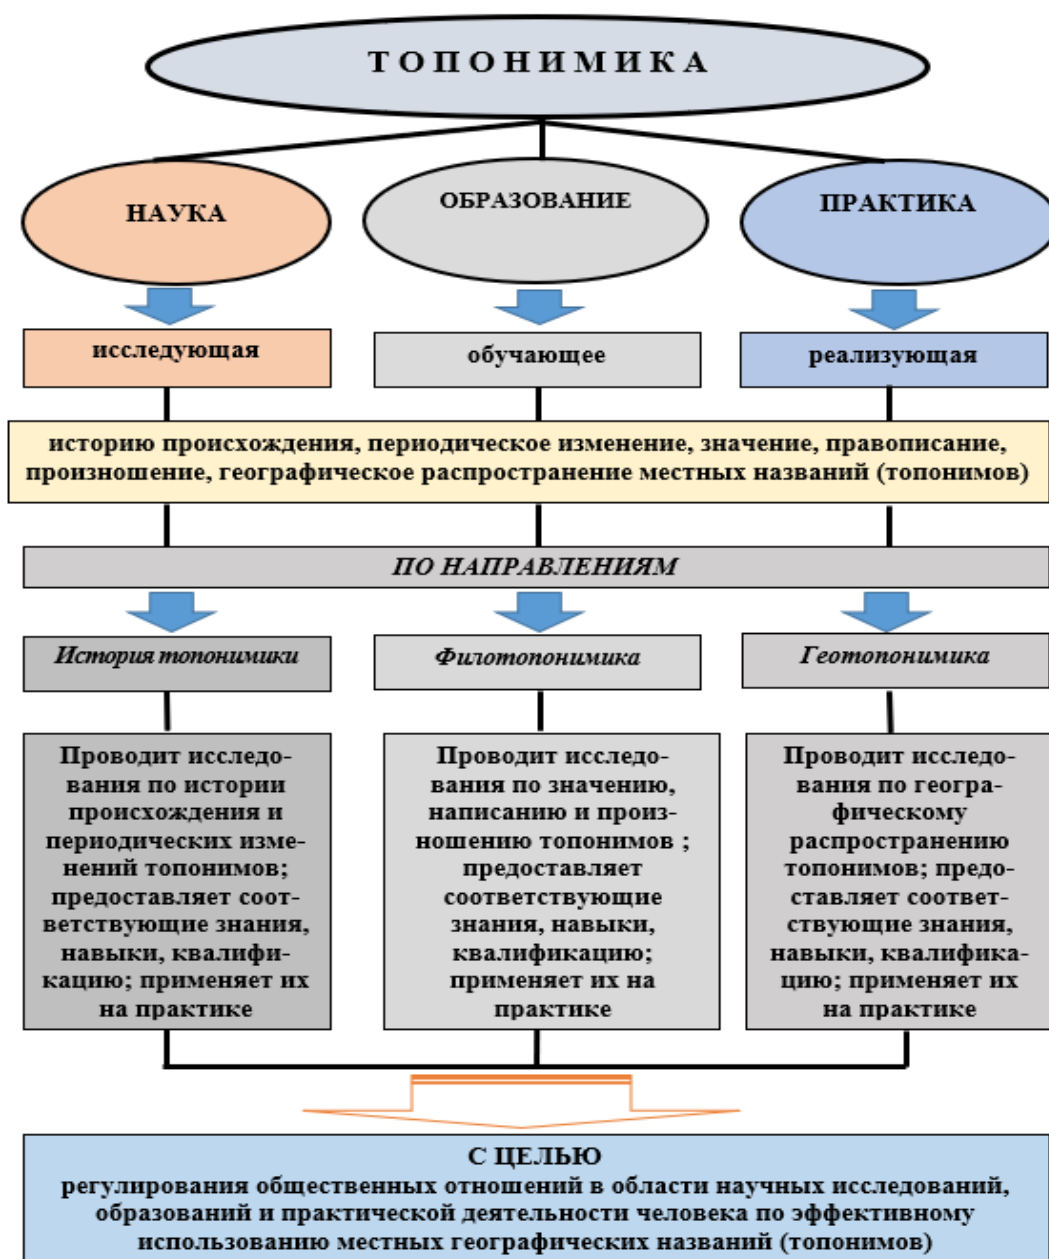 ТОПОНИМИКА
НАУКА
ОБРАЗОВАНИЕ
ПРАКТИКА
исследующая
обучающее
реализующая
историю происхождения, периодическое изменение, значение, правописание,
произношение, географическое распространение местных названий (топонимов)
ПО НАПРАВЛЕНИЯМ
История топонимики
Филотопонимика
Геотопонимика
Проводит исследо-
вания по истории
происхождения и
периодических изме-
нений топонимов;
предоставляет соот-
ветствующие знания,
навыки, квалифи-
кацию; применяет их
на практике
Проводит исследо-
вания по значению,
написанию и произ-
ношению топонимов ;
предоставляет
соответствующие
знания, навыки,
квалификацию;
применяет их на
практике
Проводит исследо-
вания по геогра-
фическому
распространению
топонимов; предо-
ставляет соответ-
ствующие знания,
навыки, квалифика-
цию; применяет их
на практике
С ЦЕЛЬЮ
регулирования общественных отношений в области научных исследований,
образований и практической деятельности человека по эффективному
использованию местных географических названий (топонимов)